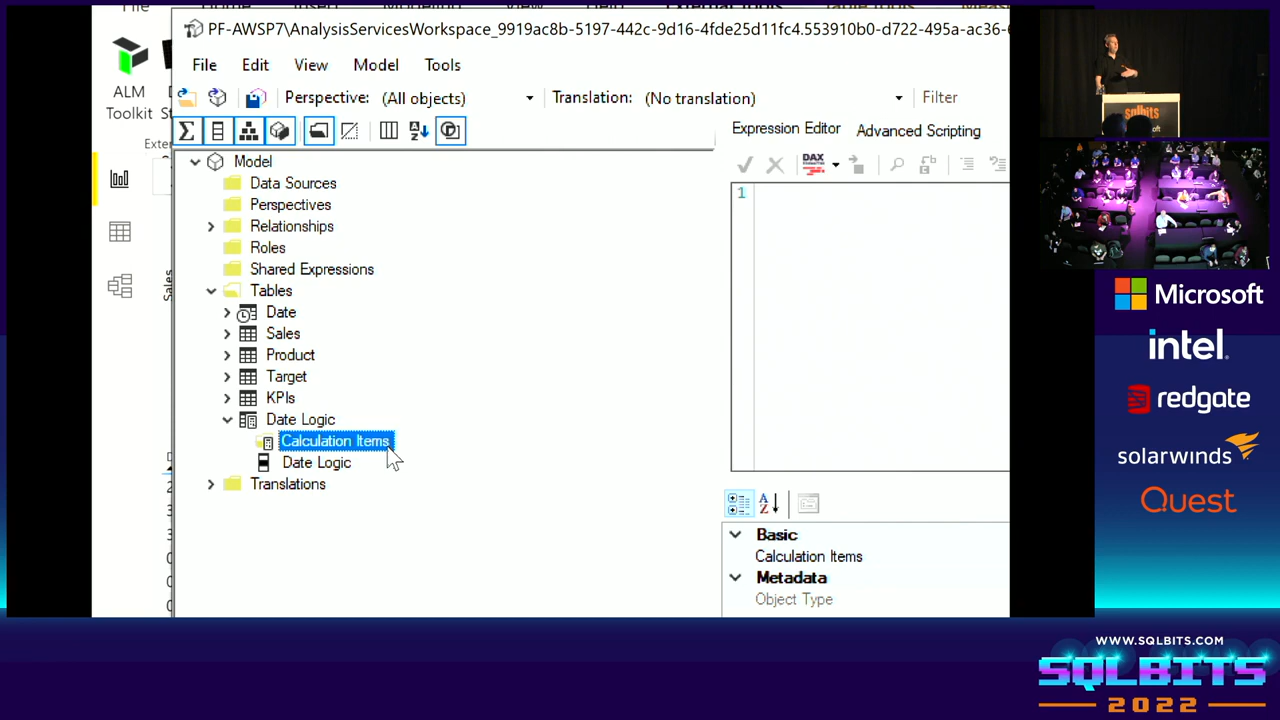 PF-AWSP7\AnalysisServicesWorkspace_9919ac8b-5197-442c-9d16-4fde25d11fc4.553910b0-d722-495a-ac36-
File Edit View Model Tools
ALM
Toolkit
Perspective: (All objects) Translation: (No translation) Filter
Expression Editor Advanced Scripting
DAX
1
Model
Data Sources
Perspectives
Relationships
Roles
Shared Expressions
Tables
Date
Sales
Product
Target
KPIs
Date Logic
Calculation Items
Date Logic
Translations
Sales
Basic
Calculation Items
Metadata
Object Type
sqlbits
Microsoft
intel.
redgate
solarwinds
Quest
WWW.SQLBITS.COM
SQLBITS
2022